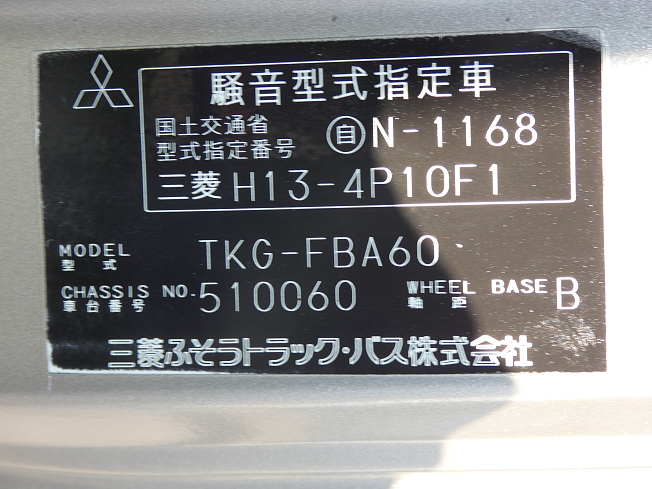 騒音型式指定車
国土交通省
型式指定番号 自 N-1168
三菱 H13-4P10F1
MODEL
型式 TKG-FBA60
CHASSIS NO. 510060 WHEEL BASE B
車台番号 軸距
三菱ふそうトラック・バス株式会社